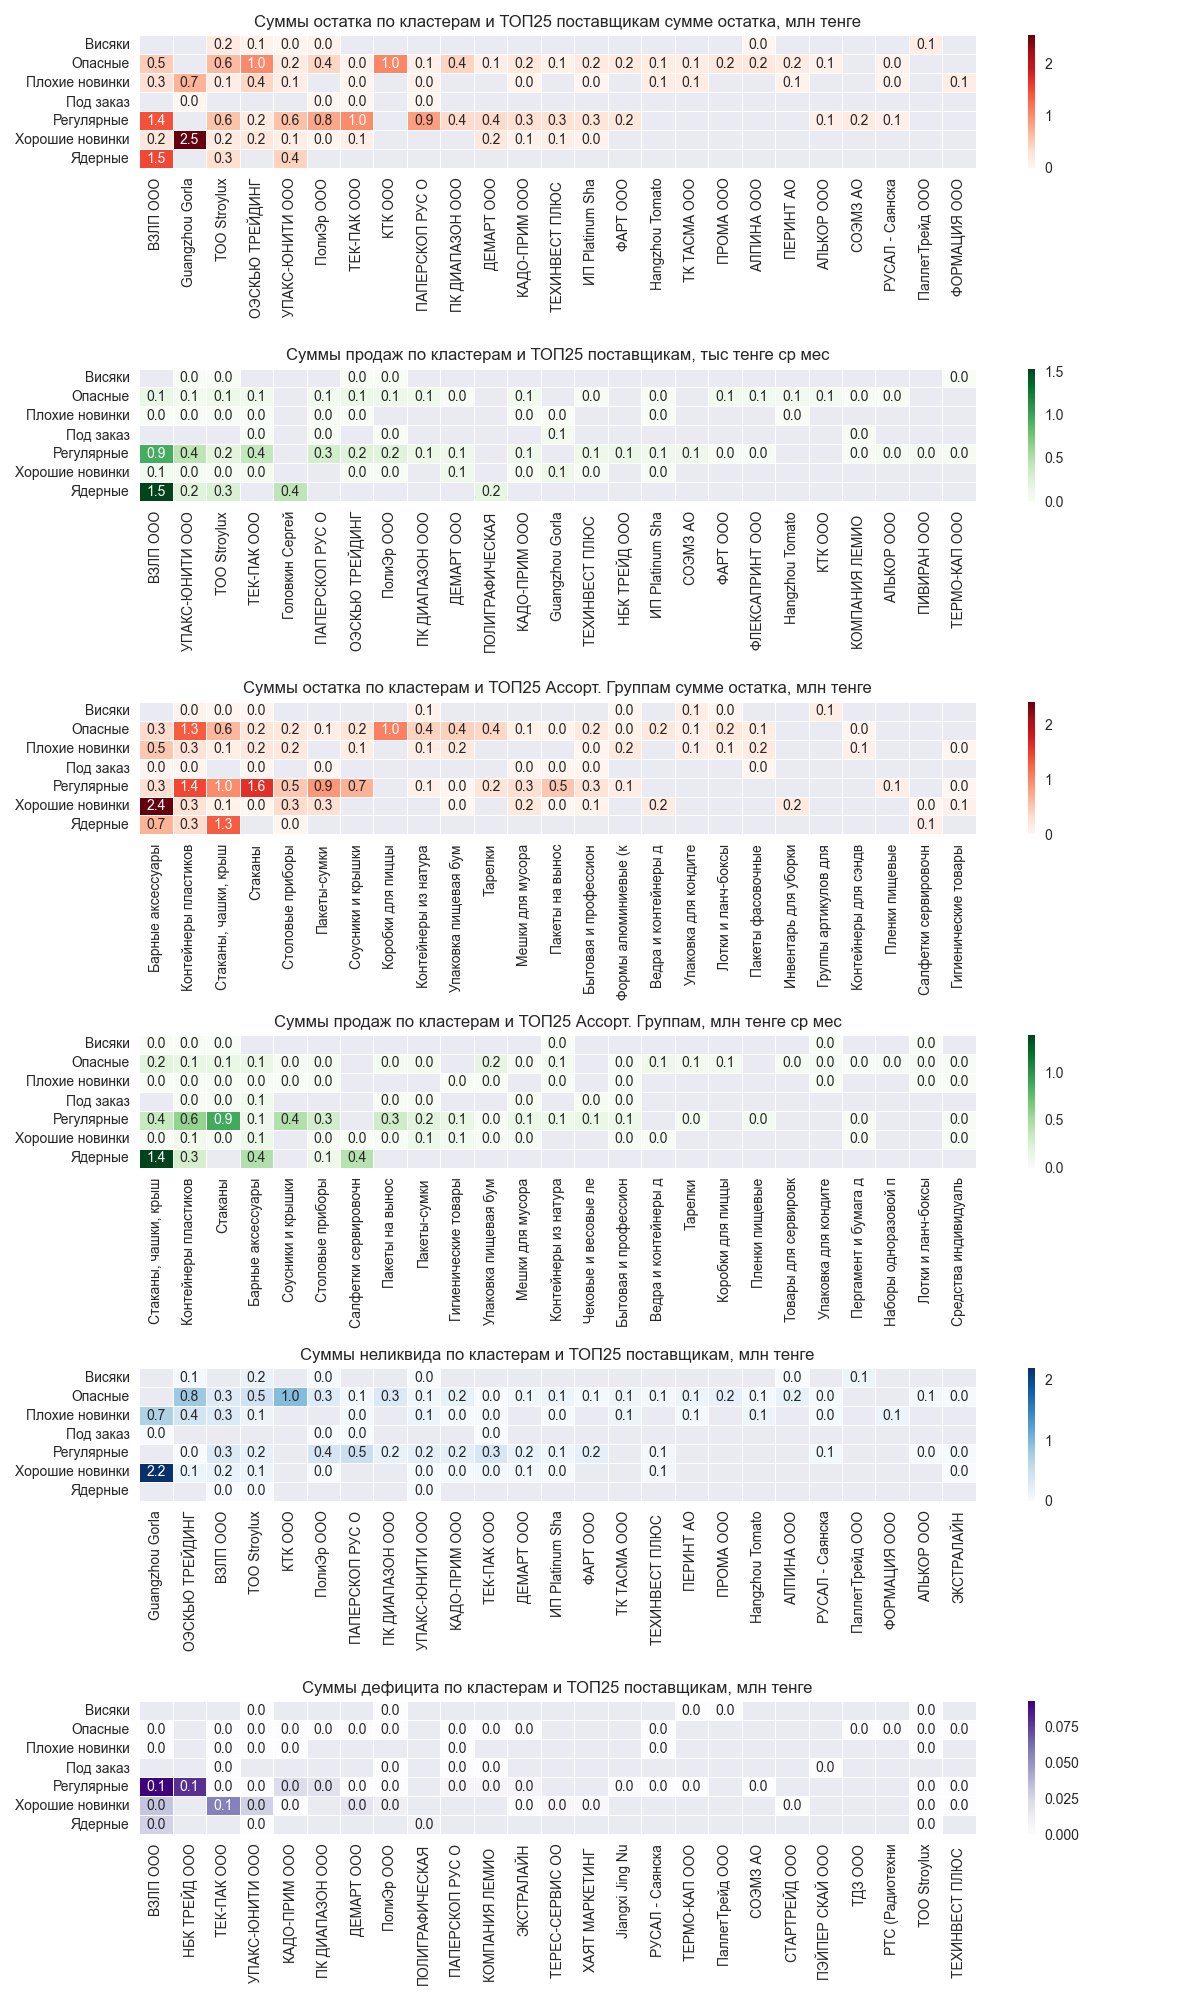 Суммы остатка по кластерам и ТОП25 поставщикам сумме остатка, млн тенге
Висяки 0.2 0.1 0.0 0.0 0.0 0.1
Опасные 0.5 0.6 1.0 0.2 0.4 0.0 1.0 0.1 0.4 0.1 0.2 0.1 0.2 0.2 0.1 0.1 0.2 0.2 0.2 0.1 0.0
Плохие новинки 0.3 0.7 0.1 0.4 0.1 0.0 0.0 0.0 0.0 0.1 0.1 0.1 0.0 0.1
Под заказ 0.0 0.0 0.0 0.0
Регулярные 1.4 0.6 0.2 0.6 0.8 1.0 0.9 0.4 0.4 0.3 0.3 0.3 0.2 0.1 0.2 0.1
Хорошие новинки 0.2 2.5 0.2 0.2 0.1 0.0 0.1 0.2 0.1 0.1 0.0
Ядерные 1.5 0.3 0.4
2
1
0
ВЗЛП ООО
Guangzhou Gorla
ТОО Stroylux
ОЭСКЬЮ ТРЕЙДИНГ
УПАКС-ЮНИТИ ООО
ПолиЭр ООО
ТЕК-ПАК ООО
КТК ООО
ПАПЕРСКОП РУС О
ПК ДИАПАЗОН ООО
ДЕМАРТ ООО
КАДО-ПРИМ ООО
ТЕХИНВЕСТ ПЛЮС
ИП Platinum Sha
ФАРТ ООО
Hangzhou Tomato
ТК ТАСМА ООО
ПРОМА ООО
АЛПИНА ООО
ПЕРИНТ АО
АЛЬКОР ООО
СОЭМЗ АО
РУСАЛ - Саянска
ПаллетТрейд ООО
ФОРМАЦИЯ ООО
Суммы продаж по кластерам и ТОП25 поставщикам, тыс тенге ср мес
Висяки 0.0 0.0 0.0 0.0 0.0
Опасные 0.1 0.1 0.1 0.1 0.1 0.1 0.1 0.1 0.0 0.1 0.0 0.0 0.1 0.1 0.1 0.1 0.0 0.0
Плохие новинки 0.0 0.0 0.0 0.0 0.0 0.0 0.0 0.0 0.0 0.0
Под заказ 0.0 0.0 0.0 0.1 0.0
Регулярные 0.9 0.4 0.2 0.4 0.3 0.2 0.2 0.1 0.1 0.1 0.1 0.1 0.1 0.1 0.0 0.0 0.0 0.0 0.0 0.0
Хорошие новинки 0.1 0.0 0.0 0.0 0.0 0.0 0.1 0.0 0.1 0.0 0.0
Ядерные 1.5 0.2 0.3 0.4 0.2
1.5
1.0
0.5
0.0
ВЗЛП ООО
УПАКС-ЮНИТИ ООО
ТОО Stroylux
ТЕК-ПАК ООО
Головкин Сергей
ПАПЕРСКОП РУС О
ОЭСКЬЮ ТРЕЙДИНГ
ПолиЭр ООО
ПК ДИАПАЗОН ООО
ДЕМАРТ ООО
ПОЛИГРАФИЧЕСКАЯ
КАДО-ПРИМ ООО
Guangzhou Gorla
ТЕХИНВЕСТ ПЛЮС
НБК ТРЕЙД ООО
ИП Platinum Sha
СОЭМЗ АО
ФАРТ ООО
ФЛЕКСАПРИНТ ООО
Hangzhou Tomato
КТК ООО
КОМПАНИЯ ЛЕМИО
АЛЬКОР ООО
ПИВИРАН ООО
ТЕРМО-КАП ООО
Суммы остатка по кластерам и ТОП25 Ассорт. Группам сумме остатка, млн тенге
Висяки 0.0 0.0 0.0 0.1 0.0 0.1 0.0 0.1
Опасные 0.3 1.3 0.6 0.2 0.2 0.1 0.2 1.0 0.4 0.4 0.4 0.1 0.0 0.2 0.0 0.2 0.1 0.2 0.1 0.0
Плохие новинки 0.5 0.3 0.1 0.2 0.2 0.1 0.1 0.2 0.0 0.2 0.1 0.1 0.2 0.1 0.0
Под заказ 0.0 0.0 0.0 0.0 0.0 0.0 0.0 0.0
Регулярные 0.3 1.4 1.0 1.6 0.5 0.9 0.7 0.1 0.0 0.2 0.3 0.5 0.3 0.1 0.1 0.0
Хорошие новинки 2.4 0.3 0.1 0.0 0.3 0.3 0.0 0.2 0.0 0.1 0.2 0.2 0.0 0.1
Ядерные 0.7 0.3 1.3 0.0 0.1
2
1
0
Барные аксессуары
Контейнеры пластиков
Стаканы, чашки, крыш
Стаканы
Столовые приборы
Пакеты-сумки
Соусники и крышки
Коробки для пиццы
Контейнеры из натура
Упаковка пищевая бум
Тарелки
Мешки для мусора
Пакеты на вынос
Бытовая и профессион
Формы алюминиевые (к
Ведра и контейнеры д
Упаковка для кондите
Лотки и ланч-боксы
Пакеты фасовочные
Инвентарь для уборки
Группы артикулов для
Контейнеры для сэндв
Пленки пищевые
Салфетки сервировочн
Гигиенические товары
Суммы продаж по кластерам и ТОП25 Ассорт. Группам, млн тенге ср мес
Висяки 0.0 0.0 0.0 0.0 0.0 0.0
Опасные 0.2 0.1 0.1 0.1 0.0 0.0 0.0 0.0 0.2 0.0 0.1 0.0 0.1 0.1 0.1 0.0 0.0 0.0 0.0 0.0 0.0
Плохие новинки 0.0 0.0 0.0 0.0 0.0 0.0 0.0 0.0 0.0 0.0 0.0 0.0 0.0
Под заказ 0.0 0.0 0.1 0.0 0.0 0.0 0.0 0.0
Регулярные 0.4 0.6 0.9 0.1 0.4 0.3 0.3 0.2 0.1 0.0 0.1 0.1 0.1 0.1 0.0 0.0 0.0 0.0
Хорошие новинки 0.0 0.1 0.0 0.1 0.0 0.0 0.0 0.1 0.1 0.0 0.0 0.0 0.0 0.0 0.0
Ядерные 1.4 0.3 0.4 0.1 0.4
1.0
0.5
0.0
Стаканы, чашки, крыш
Контейнеры пластиков
Стаканы
Барные аксессуары
Соусники и крышки
Столовые приборы
Салфетки сервировочн
Пакеты на вынос
Пакеты-сумки
Гигиенические товары
Упаковка пищевая бум
Мешки для мусора
Контейнеры из натура
Чековые и весовые ле
Бытовая и профессион
Ведра и контейнеры д
Тарелки
Коробки для пиццы
Пленки пищевые
Товары для сервировк
Упаковка для кондите
Пергамент и бумага д
Наборы одноразовой п
Лотки и ланч-боксы
Средства индивидуаль
Суммы неликвида по кластерам и ТОП25 поставщикам, млн тенге
Висяки 0.1 0.2 0.0 0.0 0.0 0.1
Опасные 0.8 0.3 0.5 1.0 0.3 0.1 0.3 0.1 0.2 0.0 0.1 0.1 0.1 0.1 0.1 0.1 0.2 0.1 0.2 0.0 0.1 0.0
Плохие новинки 0.7 0.4 0.3 0.1 0.0 0.1 0.0 0.0 0.0 0.1 0.1 0.1 0.0 0.1
Под заказ 0.0 0.0 0.0 0.0
Регулярные 0.0 0.3 0.2 0.4 0.5 0.2 0.2 0.2 0.3 0.2 0.1 0.2 0.1 0.1 0.0 0.0
Хорошие новинки 2.2 0.1 0.2 0.1 0.0 0.0 0.0 0.0 0.1 0.0 0.1 0.0
Ядерные 0.0 0.0 0.0
2
1
0
Guangzhou Gorla
ОЭСКЬЮ ТРЕЙДИНГ
ВЗЛП ООО
ТОО Stroylux
КТК ООО
ПолиЭр ООО
ПАПЕРСКОП РУС О
ПК ДИАПАЗОН ООО
УПАКС-ЮНИТИ ООО
КАДО-ПРИМ ООО
ТЕК-ПАК ООО
ДЕМАРТ ООО
ИП Platinum Sha
ФАРТ ООО
ТК ТАСМА ООО
ТЕХИНВЕСТ ПЛЮС
ПЕРИНТ АО
ПРОМА ООО
Hangzhou Tomato
АЛПИНА ООО
РУСАЛ - Саянска
ПаллетТрейд ООО
ФОРМАЦИЯ ООО
АЛЬКОР ООО
ЭКСТРАЛАЙН
Суммы дефицита по кластерам и ТОП25 поставщикам, млн тенге
Висяки 0.0 0.0 0.0 0.0 0.0
Опасные 0.0 0.0 0.0 0.0 0.0 0.0 0.0 0.0 0.0 0.0 0.0 0.0 0.0 0.0 0.0
Плохие новинки 0.0 0.0 0.0 0.0 0.0 0.0 0.0
Под заказ 0.0 0.0 0.0 0.0 0.0
Регулярные 0.1 0.1 0.0 0.0 0.0 0.0 0.0 0.0 0.0 0.0 0.0 0.0 0.0 0.0 0.0 0.0 0.0
Хорошие новинки 0.0 0.1 0.0 0.0 0.0 0.0 0.0 0.0 0.0 0.0 0.0 0.0
Ядерные 0.0 0.0 0.0 0.0
0.075
0.050
0.025
0.000
ВЗЛП ООО
НБК ТРЕЙД ООО
ТЕК-ПАК ООО
УПАКС-ЮНИТИ ООО
КАДО-ПРИМ ООО
ПК ДИАПАЗОН ООО
ДЕМАРТ ООО
ПолиЭр ООО
ПОЛИГРАФИЧЕСКАЯ
ПАПЕРСКОП РУС О
КОМПАНИЯ ЛЕМИО
ЭКСТРАЛАЙН
ТЕРЕС-СЕРВИС ОО
ХАЯТ МАРКЕТИНГ
Jiangxi Jing Nu
РУСАЛ - Саянска
ТЕРМО-КАП ООО
ПаллетТрейд ООО
СОЭМЗ АО
СТАРТРЕЙД ООО
ПЭЙПЕР СКАЙ ООО
ТДЗ ООО
РТС (Радиотехни
ТОО Stroylux
ТЕХИНВЕСТ ПЛЮС